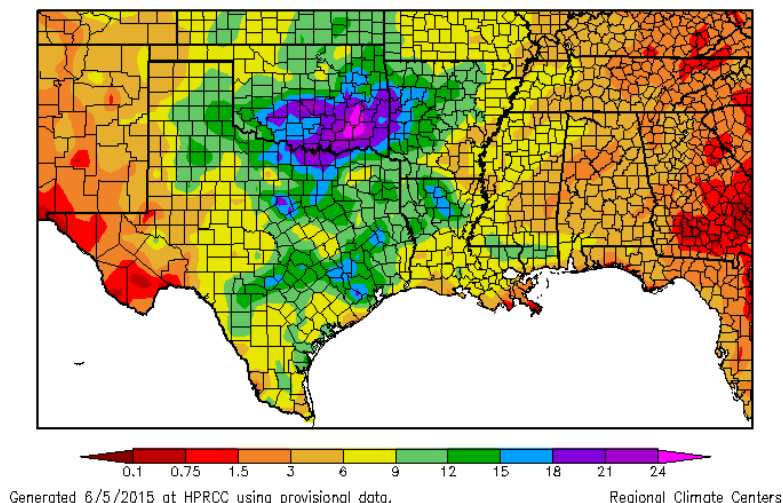 0.1 0.75 1.5 3 6 9 12 15 18 21 24
Generated 6/5/2015 at HPRCC using provisional data. Regional Climate Centers